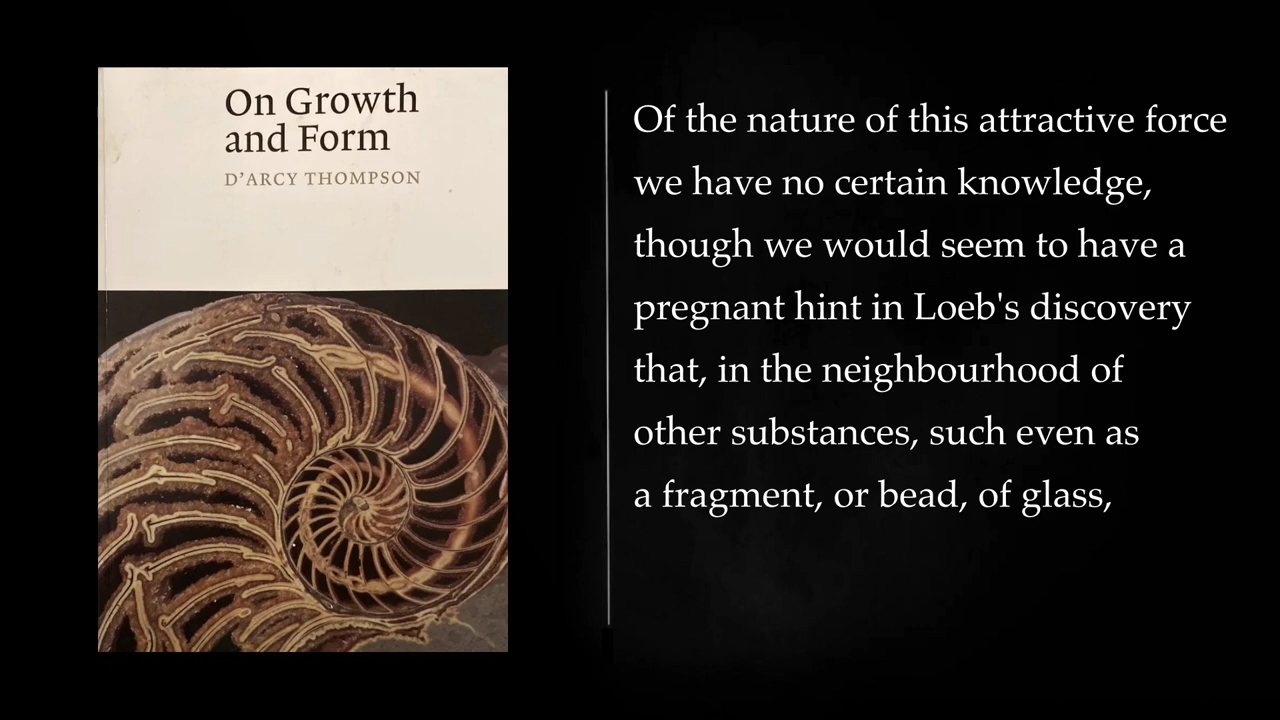 On Growth
and Form
D'ARCY THOMPSON
Of the nature of this attractive force
we have no certain knowledge,
though we would seem to have a
pregnant hint in Loeb's discovery
that, in the neighbourhood of
other substances, such even as
a fragment, or bead, of glass,